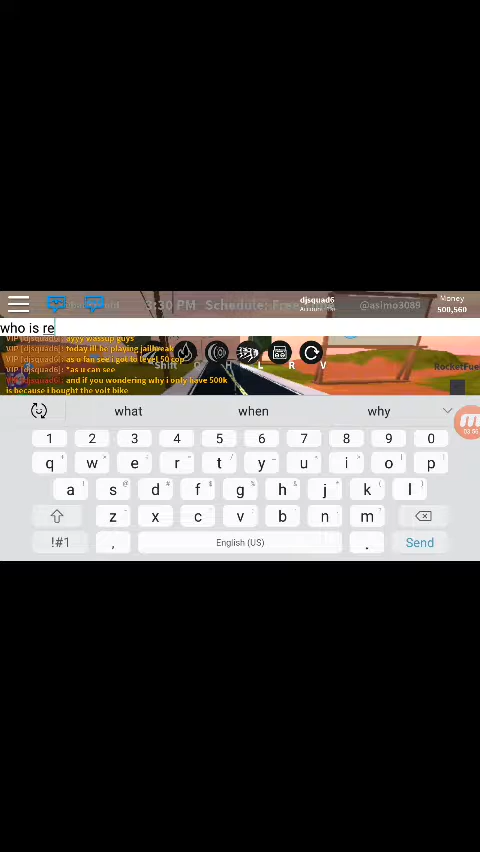 3:30 PM Schedule: Free
djsquad6
@asimo3089
Money
500,560
who is re
VIP [djsquad6]: ayyy wassup guys
VIP [djsquad6]: today ill be playing jailbreak
VIP [djsquad6]: as u fan see i got to level 50 cop
VIP [djsquad6]: *as u can see
VIP [djsquad6]: and if you wondering why i only have 500k
is because i bought the volt bike
Shift
L R V
RocketFuel
what when why
1 2 3 4 5 6 7 8 9 0
q w e r t y u i o p
a s d f g h j k l
z x c v b n m
!#1 , English (US) . Send